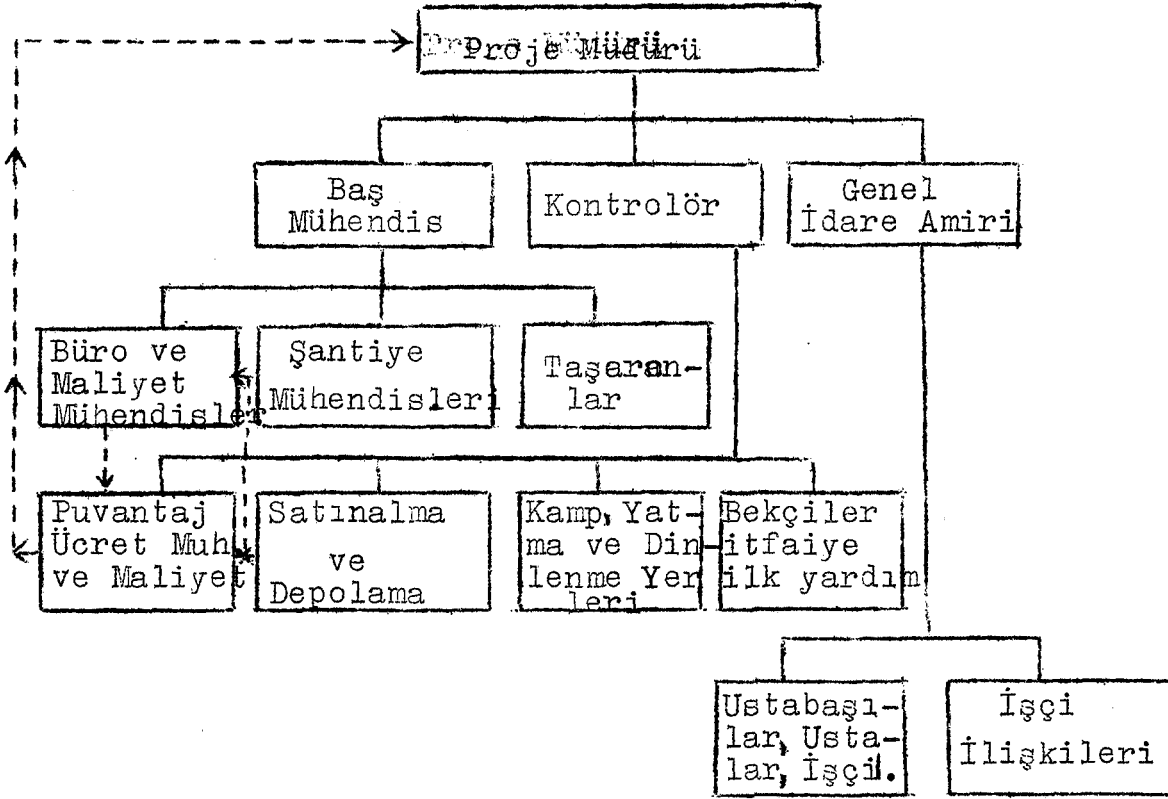 Proje Müdürü
Baş
Mühendis
Kontrolör
Genel
İdare Amiri
Büro ve
Maliyet
Mühendisler
Şantiye
Mühendisleri
Taşaran-
lar
Puvantaj
Ücret Muh
ve Maliyet
Satınalma
ve
Depolama
Kamp, Yat-
ma ve Din-
lenme Yer
leri
Bekçiler
itfaiye
ilk yardım
Ustabaşı-
lar, Usta-
lar, İşçi.
İşçi
İlişkileri